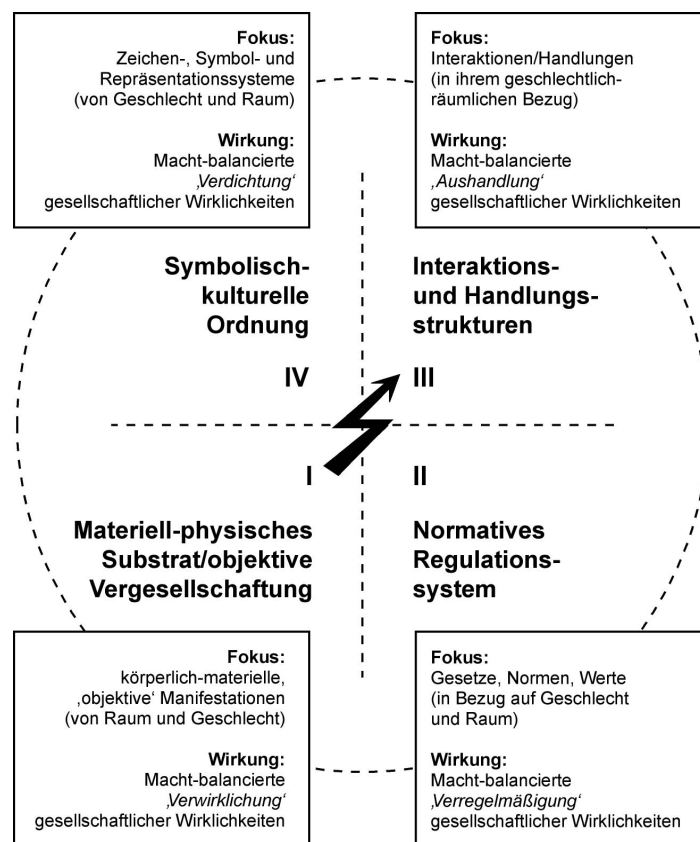 Fokus:
Zeichen-, Symbol- und
Repräsentationssysteme
(von Geschlecht und Raum)
Wirkung:
Macht-balancierte
‚Verdichtung‘
gesellschaftlicher Wirklichkeiten
Fokus:
Interaktionen/Handlungen
(in ihrem geschlechtlich-
räumlichen Bezug)
Wirkung:
Macht-balancierte
‚Aushandlung‘
gesellschaftlicher Wirklichkeiten
Symbolisch-
kulturelle
Ordnung
IV
Interaktions-
und Handlungs-
strukturen
III
I
Materiell-physisches
Substrat/objektive
Vergesellschaftung
II
Normatives
Regulations-
system
Fokus:
körperlich-materielle,
‚objektive‘ Manifestationen
(von Raum und Geschlecht)
Wirkung:
Macht-balancierte
‚Verwirklichung‘
gesellschaftlicher Wirklichkeiten
Fokus:
Gesetze, Normen, Werte
(in Bezug auf Geschlecht
und Raum)
Wirkung:
Macht-balancierte
‚Verregelmäßigung‘
gesellschaftlicher Wirklichkeiten